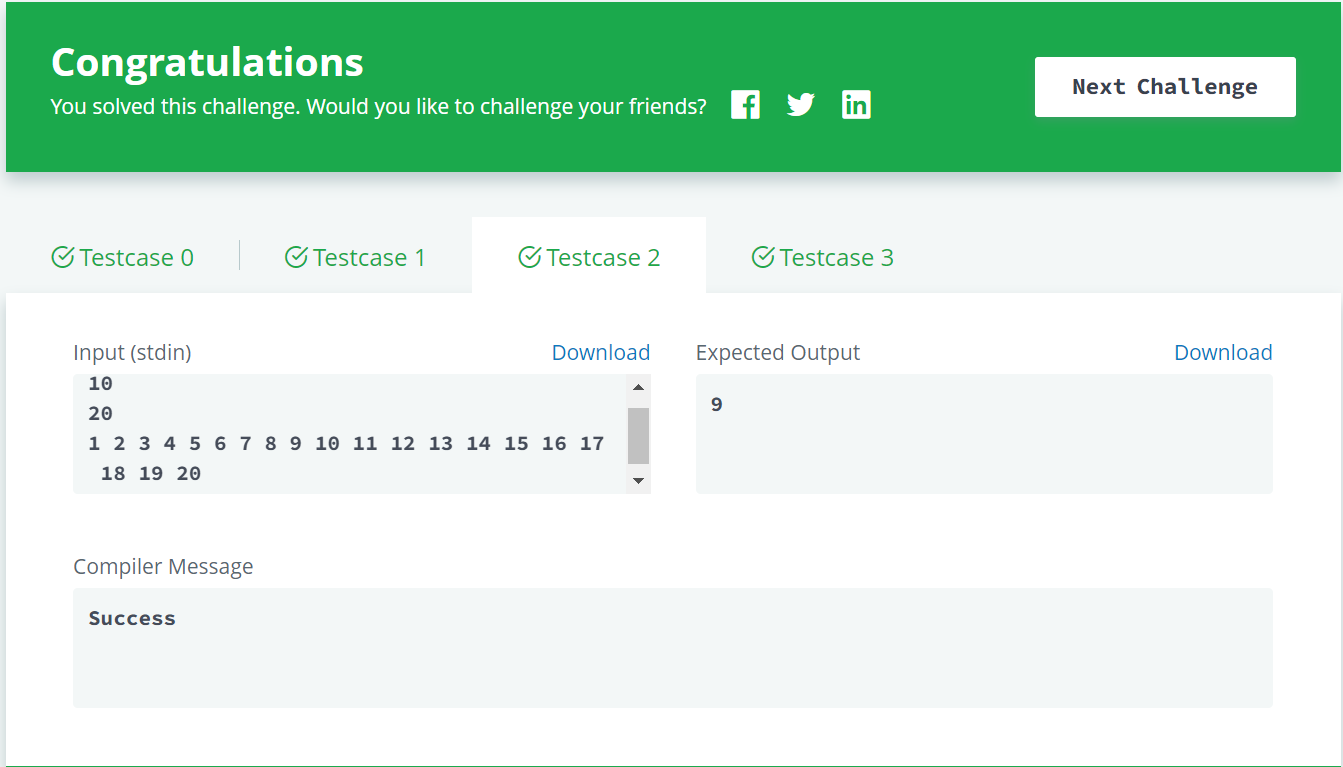 Congratulations
You solved this challenge. Would you like to challenge your friends?
Next Challenge
Testcase 0
Testcase 1
Testcase 2
Testcase 3
Input (stdin)
Download
10
20
1 2 3 4 5 6 7 8 9 10 11 12 13 14 15 16 17
18 19 20
Expected Output
Download
9
Compiler Message
Success